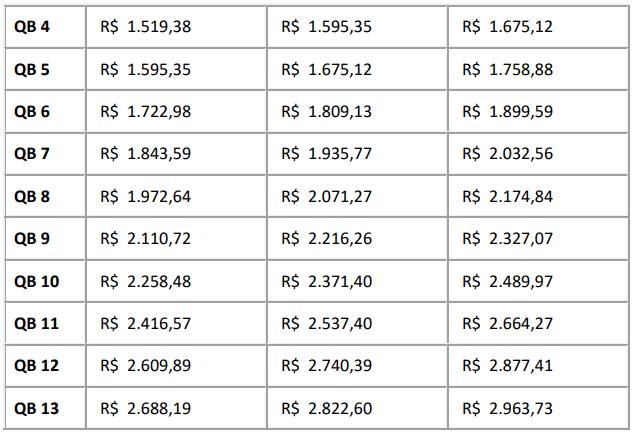 QB 4 R$ 1.519,38 R$ 1.595,35 R$ 1.675,12
QB 5 R$ 1.595,35 R$ 1.675,12 R$ 1.758,88
QB 6 R$ 1.722,98 R$ 1.809,13 R$ 1.899,59
QB 7 R$ 1.843,59 R$ 1.935,77 R$ 2.032,56
QB 8 R$ 1.972,64 R$ 2.071,27 R$ 2.174,84
QB 9 R$ 2.110,72 R$ 2.216,26 R$ 2.327,07
QB 10 R$ 2.258,48 R$ 2.371,40 R$ 2.489,97
QB 11 R$ 2.416,57 R$ 2.537,40 R$ 2.664,27
QB 12 R$ 2.609,89 R$ 2.740,39 R$ 2.877,41
QB 13 R$ 2.688,19 R$ 2.822,60 R$ 2.963,73